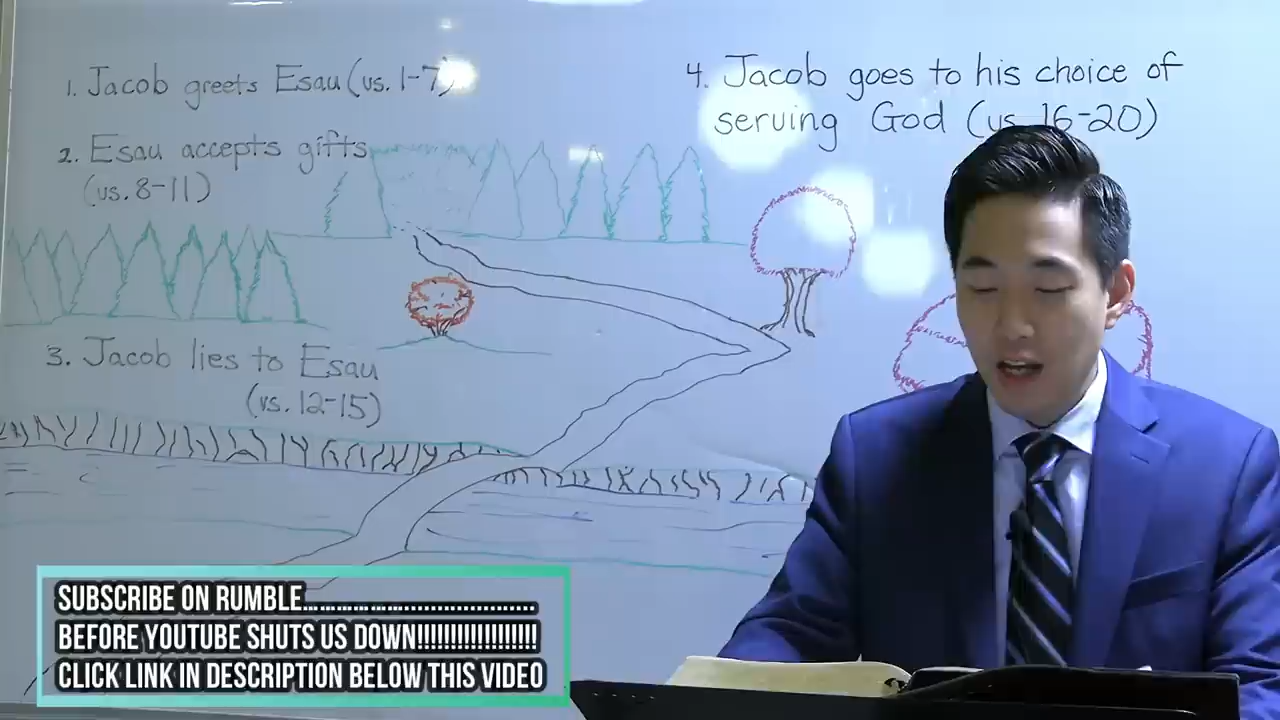 1. Jacob greets Esau (vs. 1-7)
2. Esau accepts gifts
(vs. 8-11)
3. Jacob lies to Esau
(vs. 12-15)
4. Jacob goes to his choice of
serving God (vs. 16-20)
SUBSCRIBE ON RUMBLE....................................
BEFORE YOUTUBE SHUTS US DOWN!!!!!!!!!!!!!!!!!!!
CLICK LINK IN DESCRIPTION BELOW THIS VIDEO